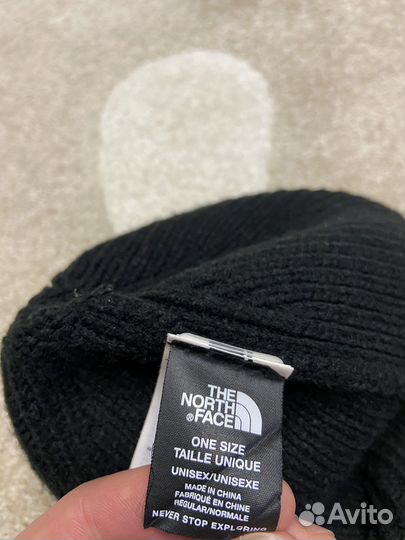 THE
NORTH
FACE
®
ONE SIZE
TAILLE UNIQUE
UNISEX/UNISEXE
MADE IN CHINA
FABRIQUÉ EN CHINE
REGULAR/NORMALE
NEVER STOP EXPLORING
Avito